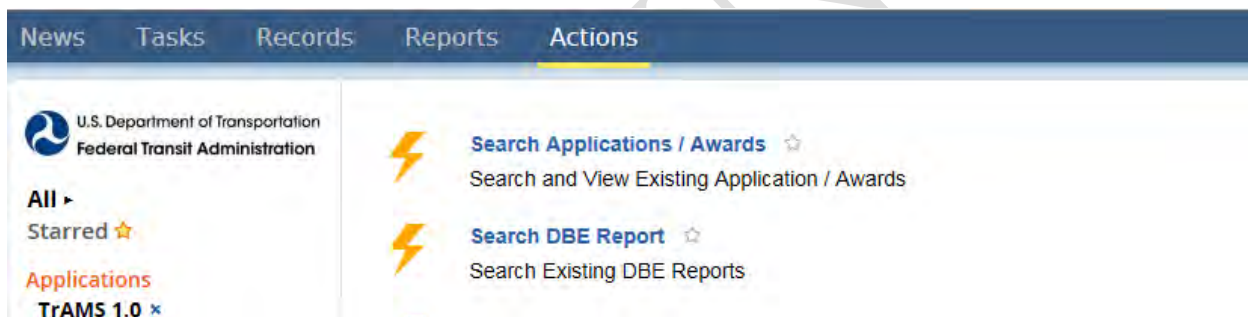 News Tasks Records Reports Actions
U.S. Department of Transportation
Federal Transit Administration
All ▸
Starred
Applications
TrAMS 1.0 ×
Search Applications / Awards
Search and View Existing Application / Awards
Search DBE Report
Search Existing DBE Reports